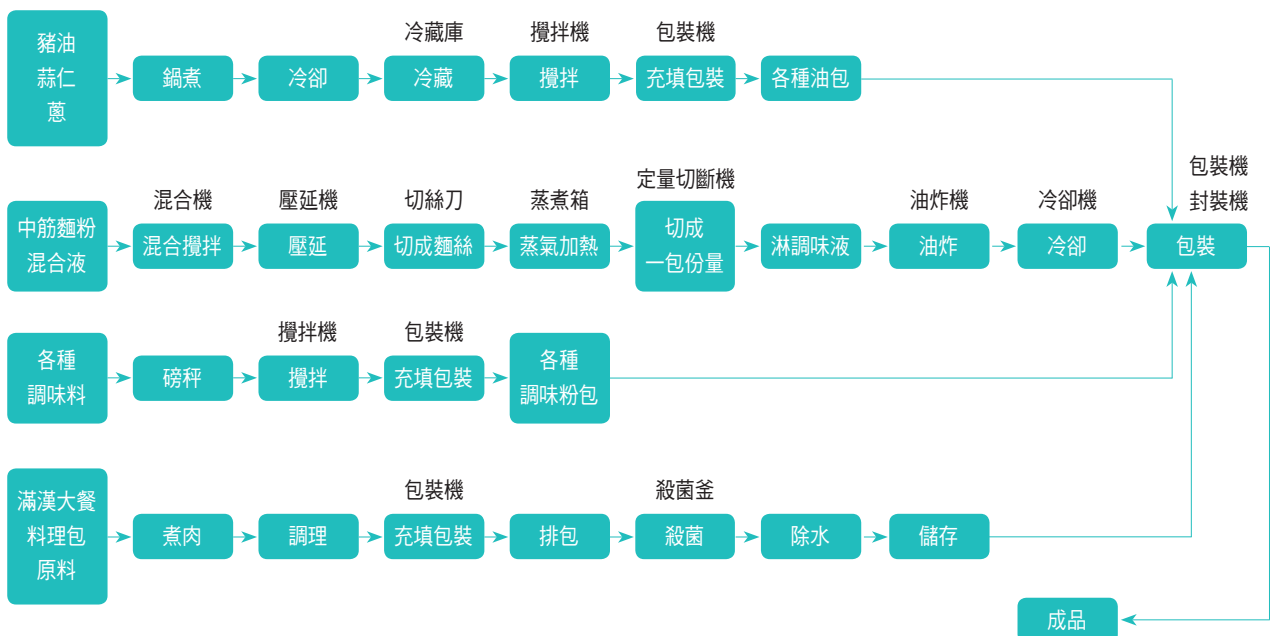 冷藏庫
攪拌機
包裝機
豬油
蒜仁
蔥
鍋煮
冷卻
冷藏
攪拌
充填包裝
各種油包
混合機
壓延機
切絲刀
蒸煮箱
定量切斷機
油炸機
冷卻機
包裝機
封裝機
中筋麵粉
混合液
混合攪拌
壓延
切成麵絲
蒸氣加熱
切成
一包份量
淋調味液
油炸
冷卻
包裝
攪拌機
包裝機
各種
調味料
磅秤
攪拌
充填包裝
各種
調味粉包
包裝機
殺菌釜
滿漢大餐
料理包
原料
煮肉
調理
充填包裝
排包
殺菌
除水
儲存
成品